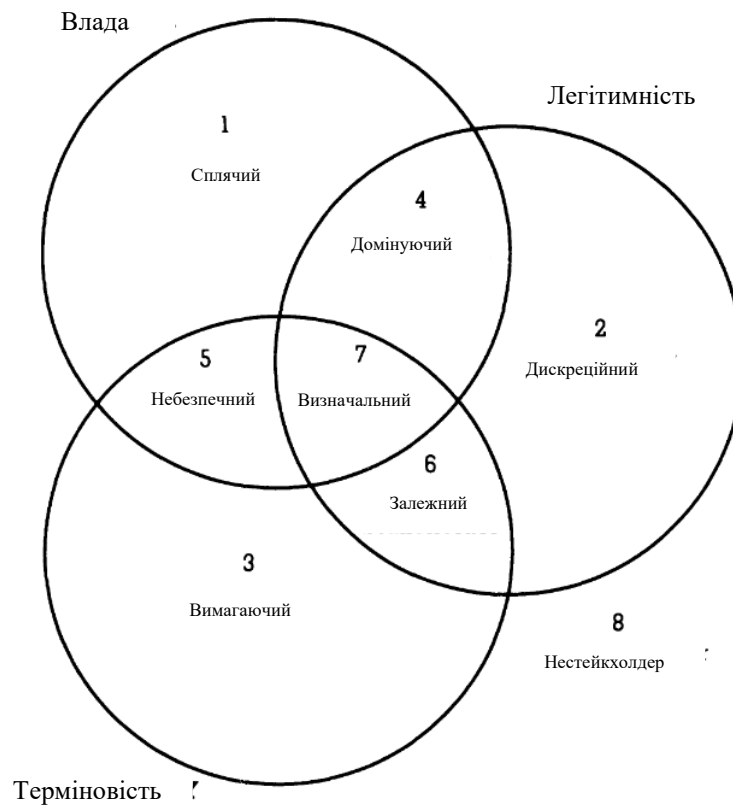 Влада
Легітимність
1
Сплячий
4
Домінуючий
2
Дискреційний
5
Небезпечний
7
Визначальний
6
Залежний
3
Вимагаючий
8
Нестейкхолдер
Терміновість